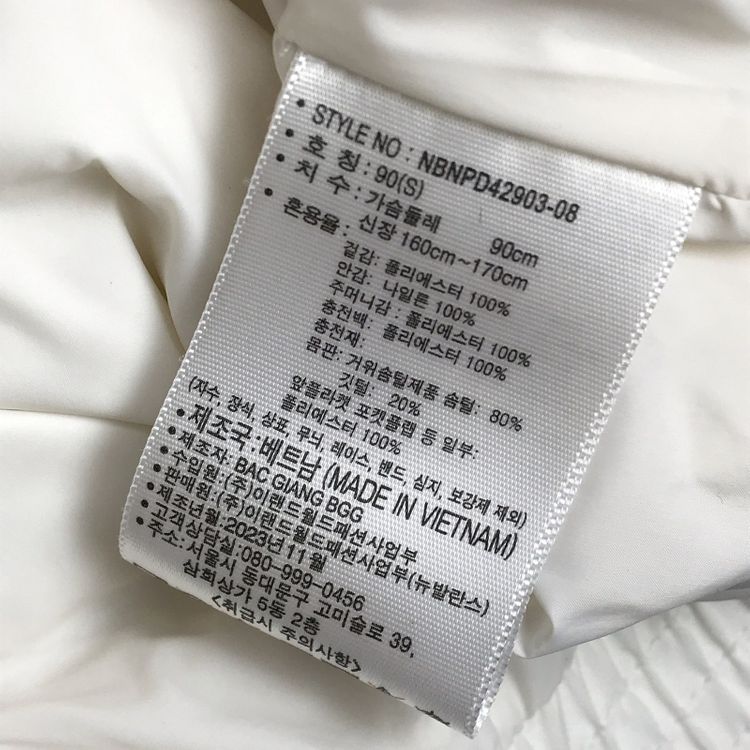 • STYLE NO : NBNPD42903-08
• 호 칭 : 90(S)
• 치 수 : 가슴둘레 90cm
신장 160cm~170cm
• 혼용율 :
겉감: 폴리에스터 100%
안감: 나일론 100%
주머니감 : 폴리에스터 100%
충전백: 폴리에스터 100%
충전재:
몸판: 거위솜털제품 솜털: 80%
깃털: 20%
앞플라켓 포켓플랩 등 일부:
폴리에스터 100%
(자수, 장식, 상표, 무늬, 레이스, 밴드, 심지, 보강제 제외)
• 제조국:베트남 (MADE IN VIETNAM)
• 제조자: BAC GIANG BGG
• 수입원:(주)이랜드월드패션사업부
• 판매원:(주)이랜드월드패션사업부(뉴발란스)
• 제조년월:2023년11월
• 고객상담실:080-999-0456
• 주소:서울시 동대문구 고미술로 39,
삼희상가 5동 2층
<취급시 주의사항>